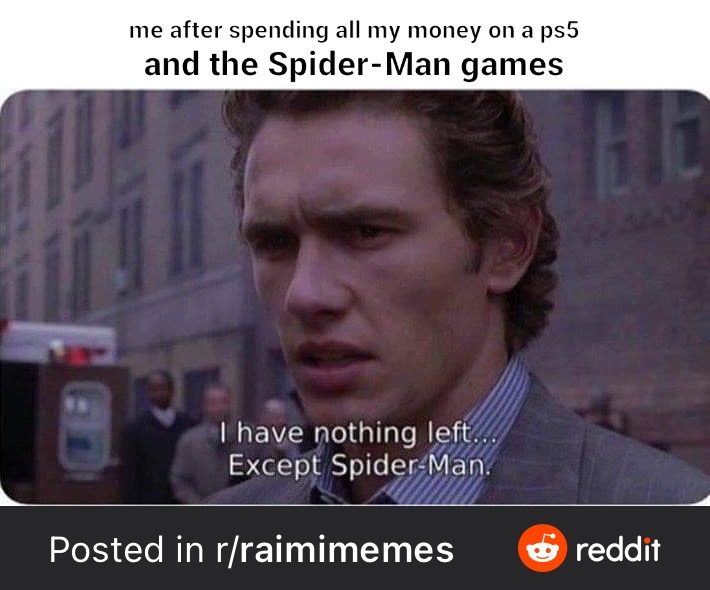 me after spending all my money on a ps5
and the Spider-Man games
I have nothing left...
Except Spider-Man.
Posted in r/raimimemes reddit